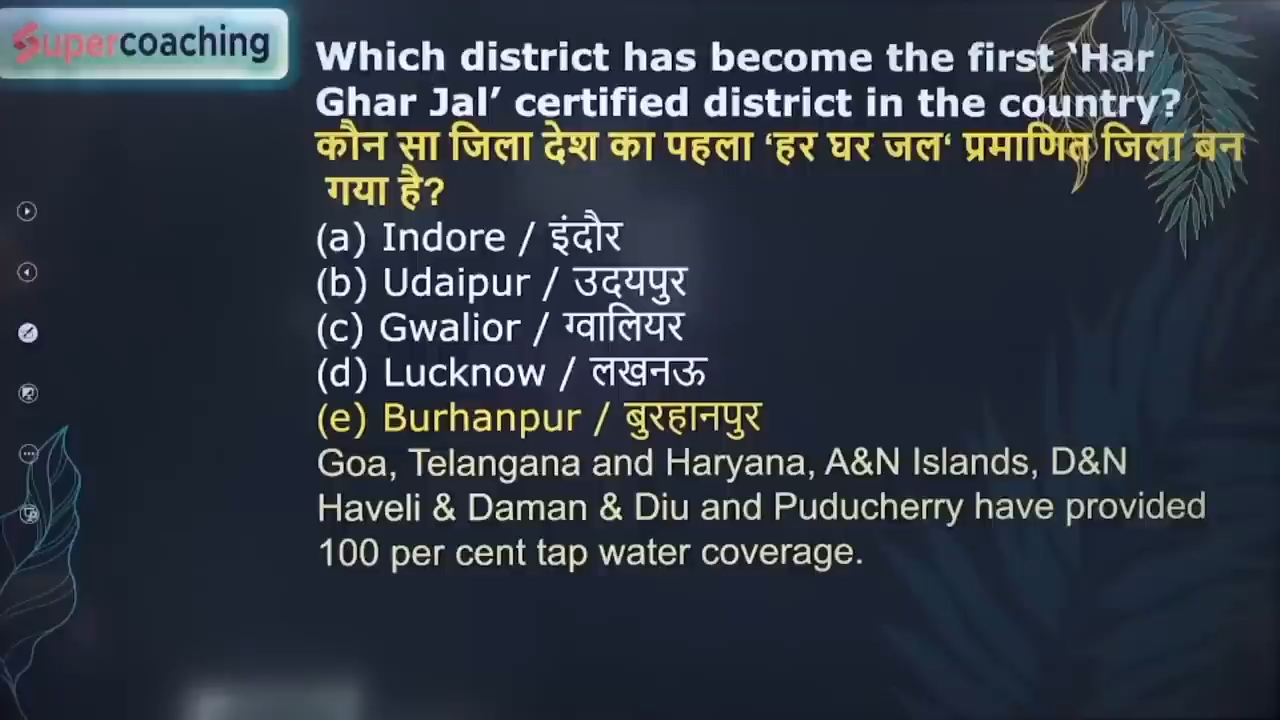 Supercoaching
Which district has become the first ‘Har
Ghar Jal’ certified district in the country?
कौन सा जिला देश का पहला ‘हर घर जल‘ प्रमाणित जिला बन
गया है?
(a) Indore / इंदौर
(b) Udaipur / उदयपुर
(c) Gwalior / ग्वालियर
(d) Lucknow / लखनऊ
(e) Burhanpur / बुरहानपुर
Goa, Telangana and Haryana, A&N Islands, D&N
Haveli & Daman & Diu and Puducherry have provided
100 per cent tap water coverage.